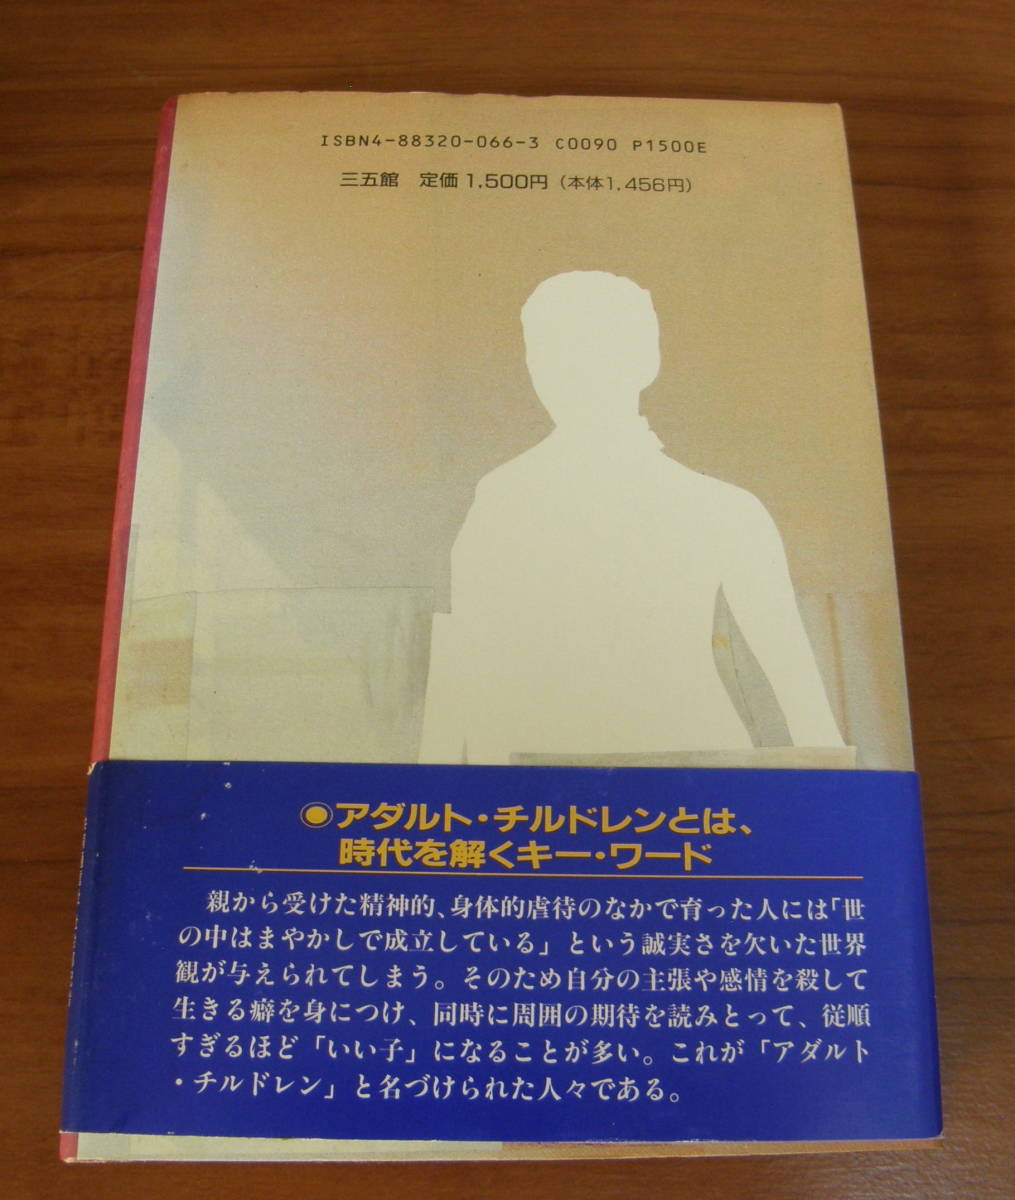 ISBN4-88320-066-3 C0090 P1500E
三五館 定価1,500円（本体1,456円）
◉アダルト・チルドレンとは、
時代を解くキー・ワード
親から受けた精神的、身体的虐待のなかで育った人には「世
の中はまやかしで成立している」という誠実さを欠いた世界
観が与えられてしまう。そのため自分の主張や感情を殺して
生きる癖を身につけ、同時に周囲の期待を読みとって、従順
すぎるほど「いい子」になることが多い。これが「アダルト
・チルドレン」と名づけられた人々である。